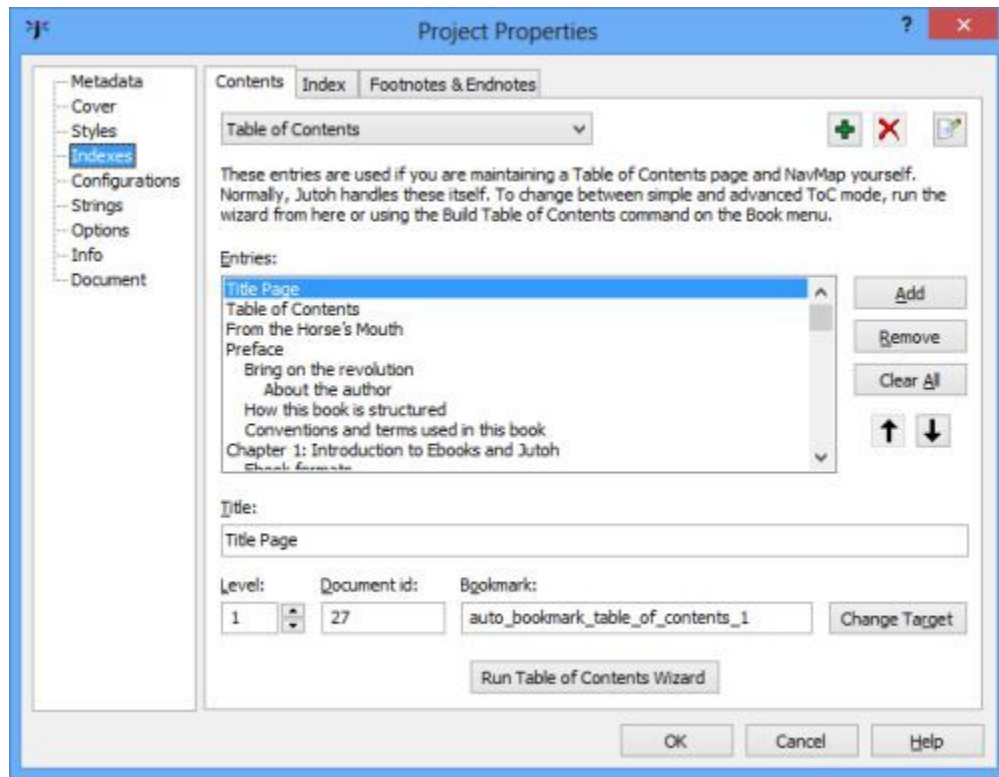 Project Properties
?
Metadata
Cover
Styles
Indexes
Configurations
Strings
Options
Info
Document
Contents Index Footnotes & Endnotes
Table of Contents
These entries are used if you are maintaining a Table of Contents page and NavMap yourself.
Normally, Jutoh handles these itself. To change between simple and advanced ToC mode, run the
wizard from here or using the Build Table of Contents command on the Book menu.
Entries:
Title Page
Table of Contents
From the Horse's Mouth
Preface
Bring on the revolution
About the author
How this book is structured
Conventions and terms used in this book
Chapter 1: Introduction to Ebooks and Jutoh
Ebook formats
Add
Remove
Clear All
Title:
Title Page
Level: Document id: Bookmark:
1 27 auto_bookmark_table_of_contents_1 Change Target
Run Table of Contents Wizard
OK Cancel Help